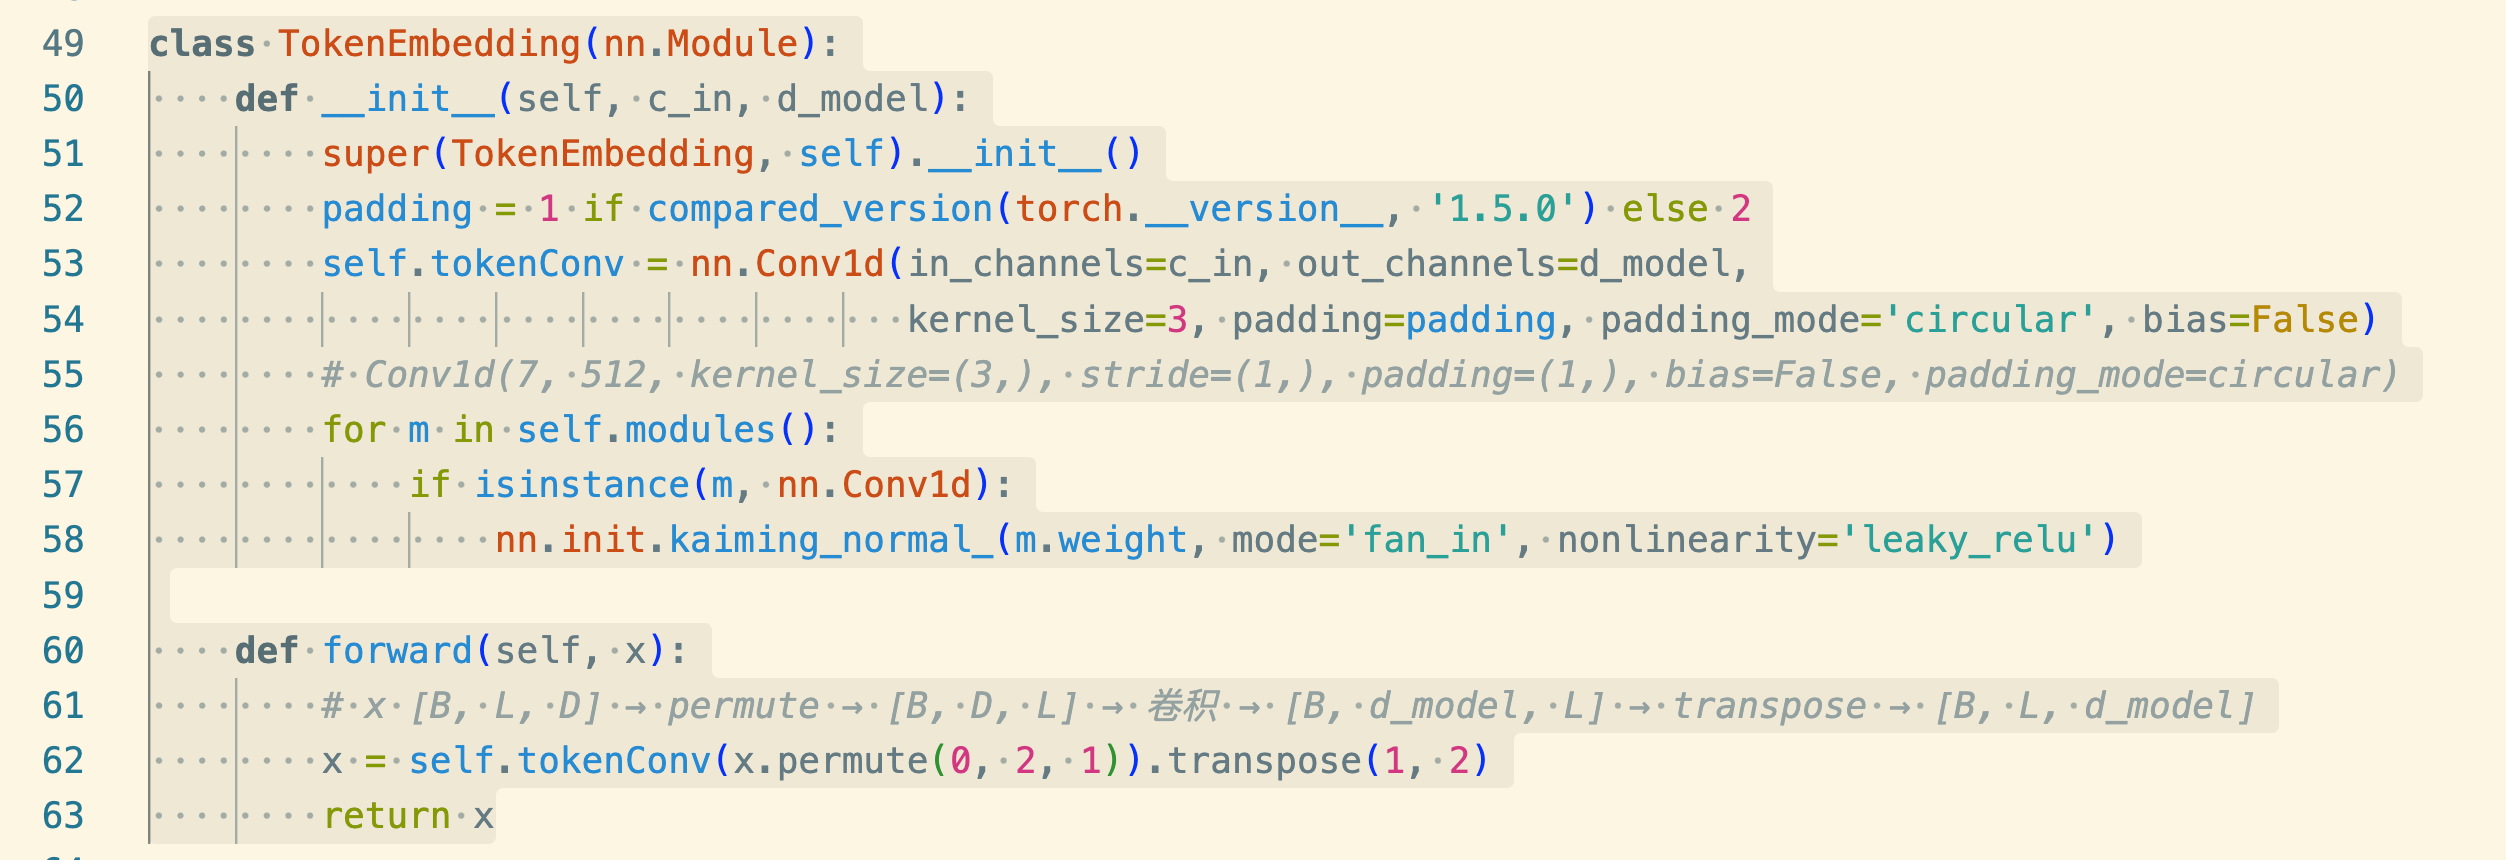 49 class TokenEmbedding(nn.Module):
50     def __init__(self, c_in, d_model):
51         super(TokenEmbedding, self).__init__()
52         padding = 1 if compared_version(torch.__version__, '1.5.0') else 2
53         self.tokenConv = nn.Conv1d(in_channels=c_in, out_channels=d_model,
54                                    kernel_size=3, padding=padding, padding_mode='circular', bias=False)
55         # Conv1d(7, 512, kernel_size=(3,), stride=(1,), padding=(1,), bias=False, padding_mode=circular)
56         for m in self.modules():
57             if isinstance(m, nn.Conv1d):
58                 nn.init.kaiming_normal_(m.weight, mode='fan_in', nonlinearity='leaky_relu')
59
60     def forward(self, x):
61         # x [B, L, D] → permute → [B, D, L] → 卷积 → [B, d_model, L] → transpose → [B, L, d_model]
62         x = self.tokenConv(x.permute(0, 2, 1)).transpose(1, 2)
63         return x